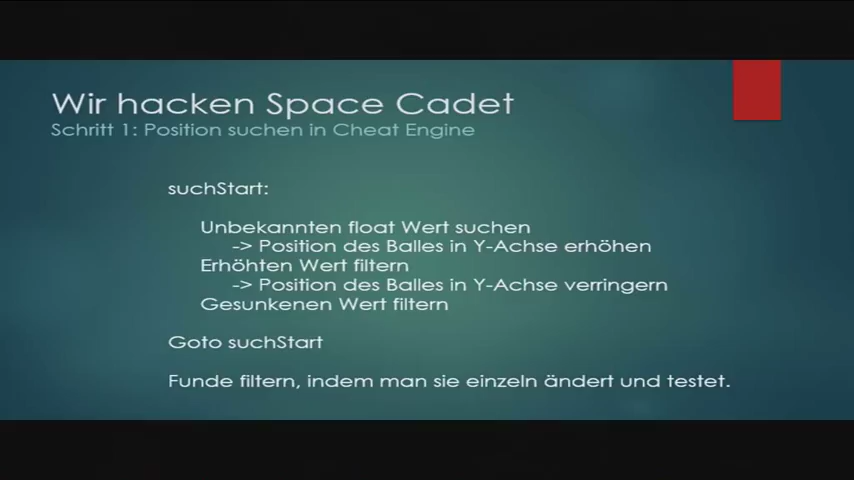 Wir hacken Space Cadet
Schritt 1: Position suchen in Cheat Engine
suchStart:
Unbekannten float Wert suchen
-> Position des Balles in Y-Achse erhöhen
Erhöhten Wert filtern
-> Position des Balles in Y-Achse verringern
Gesunkenen Wert filtern
Goto suchStart
Funde filtern, indem man sie einzeln ändert und testet.